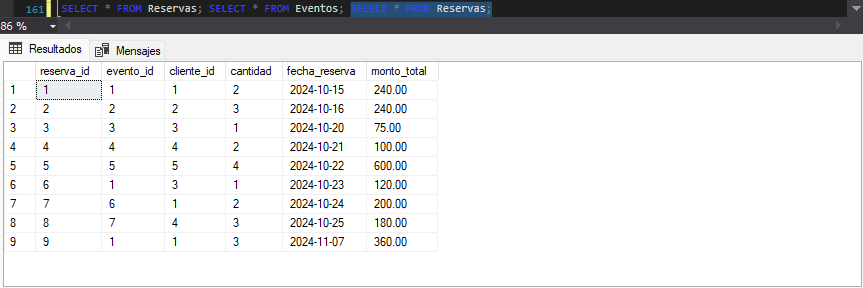 161 SELECT * FROM Reservas; SELECT * FROM Eventos; SELECT * FROM Reservas;
86 %
Resultados Mensajes
reserva_id evento_id cliente_id cantidad fecha_reserva monto_total
1 1 1 1 2 2024-10-15 240.00
2 2 2 2 3 2024-10-16 240.00
3 3 3 3 1 2024-10-20 75.00
4 4 4 4 2 2024-10-21 100.00
5 5 5 5 4 2024-10-22 600.00
6 6 1 3 1 2024-10-23 120.00
7 7 6 1 2 2024-10-24 200.00
8 8 7 4 3 2024-10-25 180.00
9 9 1 1 3 2024-11-07 360.00